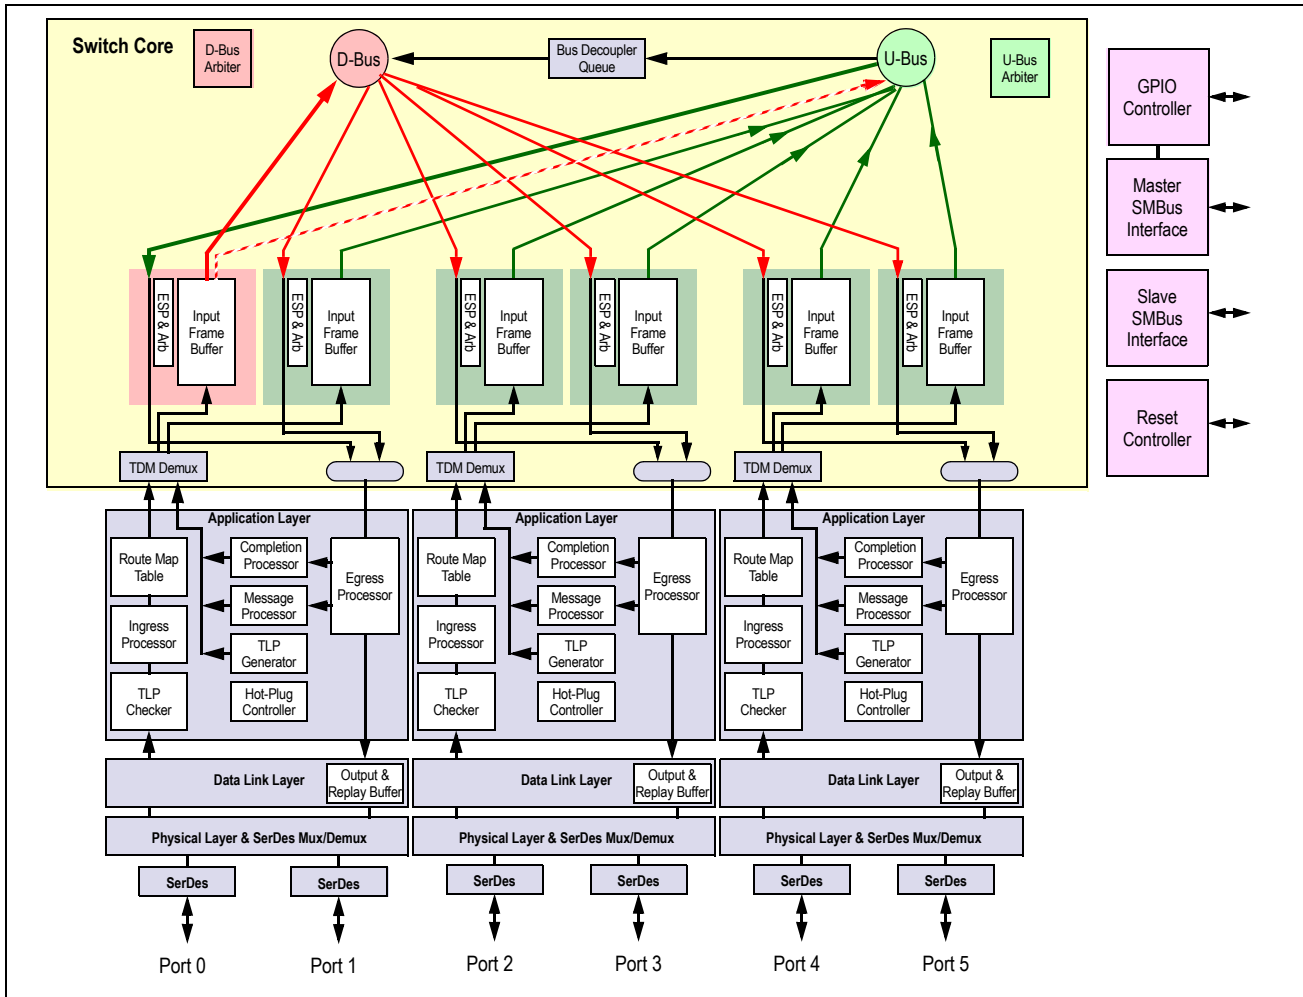 Switch Core
D-Bus
Arbiter
D-Bus
Bus Decoupler
Queue
U-Bus
U-Bus
Arbiter
GPIO
Controller
Master
SMBus
Interface
Slave
SMBus
Interface
Reset
Controller
ESP & Arb
Input
Frame
Buffer
ESP & Arb
Input
Frame
Buffer
ESP & Arb
Input
Frame
Buffer
ESP & Arb
Input
Frame
Buffer
ESP & Arb
Input
Frame
Buffer
ESP & Arb
Input
Frame
Buffer
TDM Demux
TDM Demux
TDM Demux
Application Layer
Route Map
Table
Completion
Processor
Egress
Processor
Ingress
Processor
Message
Processor
TLP
Generator
TLP
Checker
Hot-Plug
Controller
Application Layer
Route Map
Table
Completion
Processor
Egress
Processor
Ingress
Processor
Message
Processor
TLP
Generator
TLP
Checker
Hot-Plug
Controller
Application Layer
Route Map
Table
Completion
Processor
Egress
Processor
Ingress
Processor
Message
Processor
TLP
Generator
TLP
Checker
Hot-Plug
Controller
Data Link Layer
Output &
Replay Buffer
Data Link Layer
Output &
Replay Buffer
Data Link Layer
Output &
Replay Buffer
Physical Layer & SerDes Mux/Demux
Physical Layer & SerDes Mux/Demux
Physical Layer & SerDes Mux/Demux
SerDes
SerDes
SerDes
SerDes
SerDes
SerDes
Port 0
Port 1
Port 2
Port 3
Port 4
Port 5